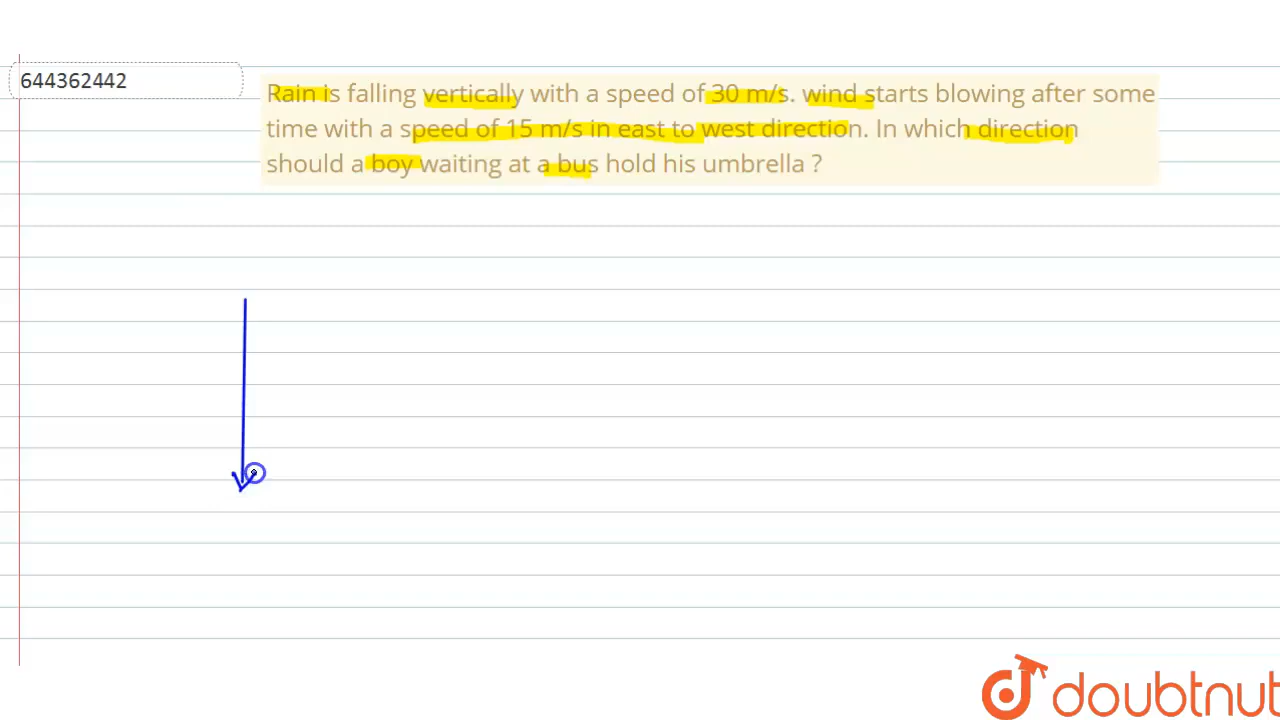 644362442
Rain is falling vertically with a speed of 30 m/s. wind starts blowing after some
time with a speed of 15 m/s in east to west direction. In which direction
should a boy waiting at a bus hold his umbrella ?
doubtnut